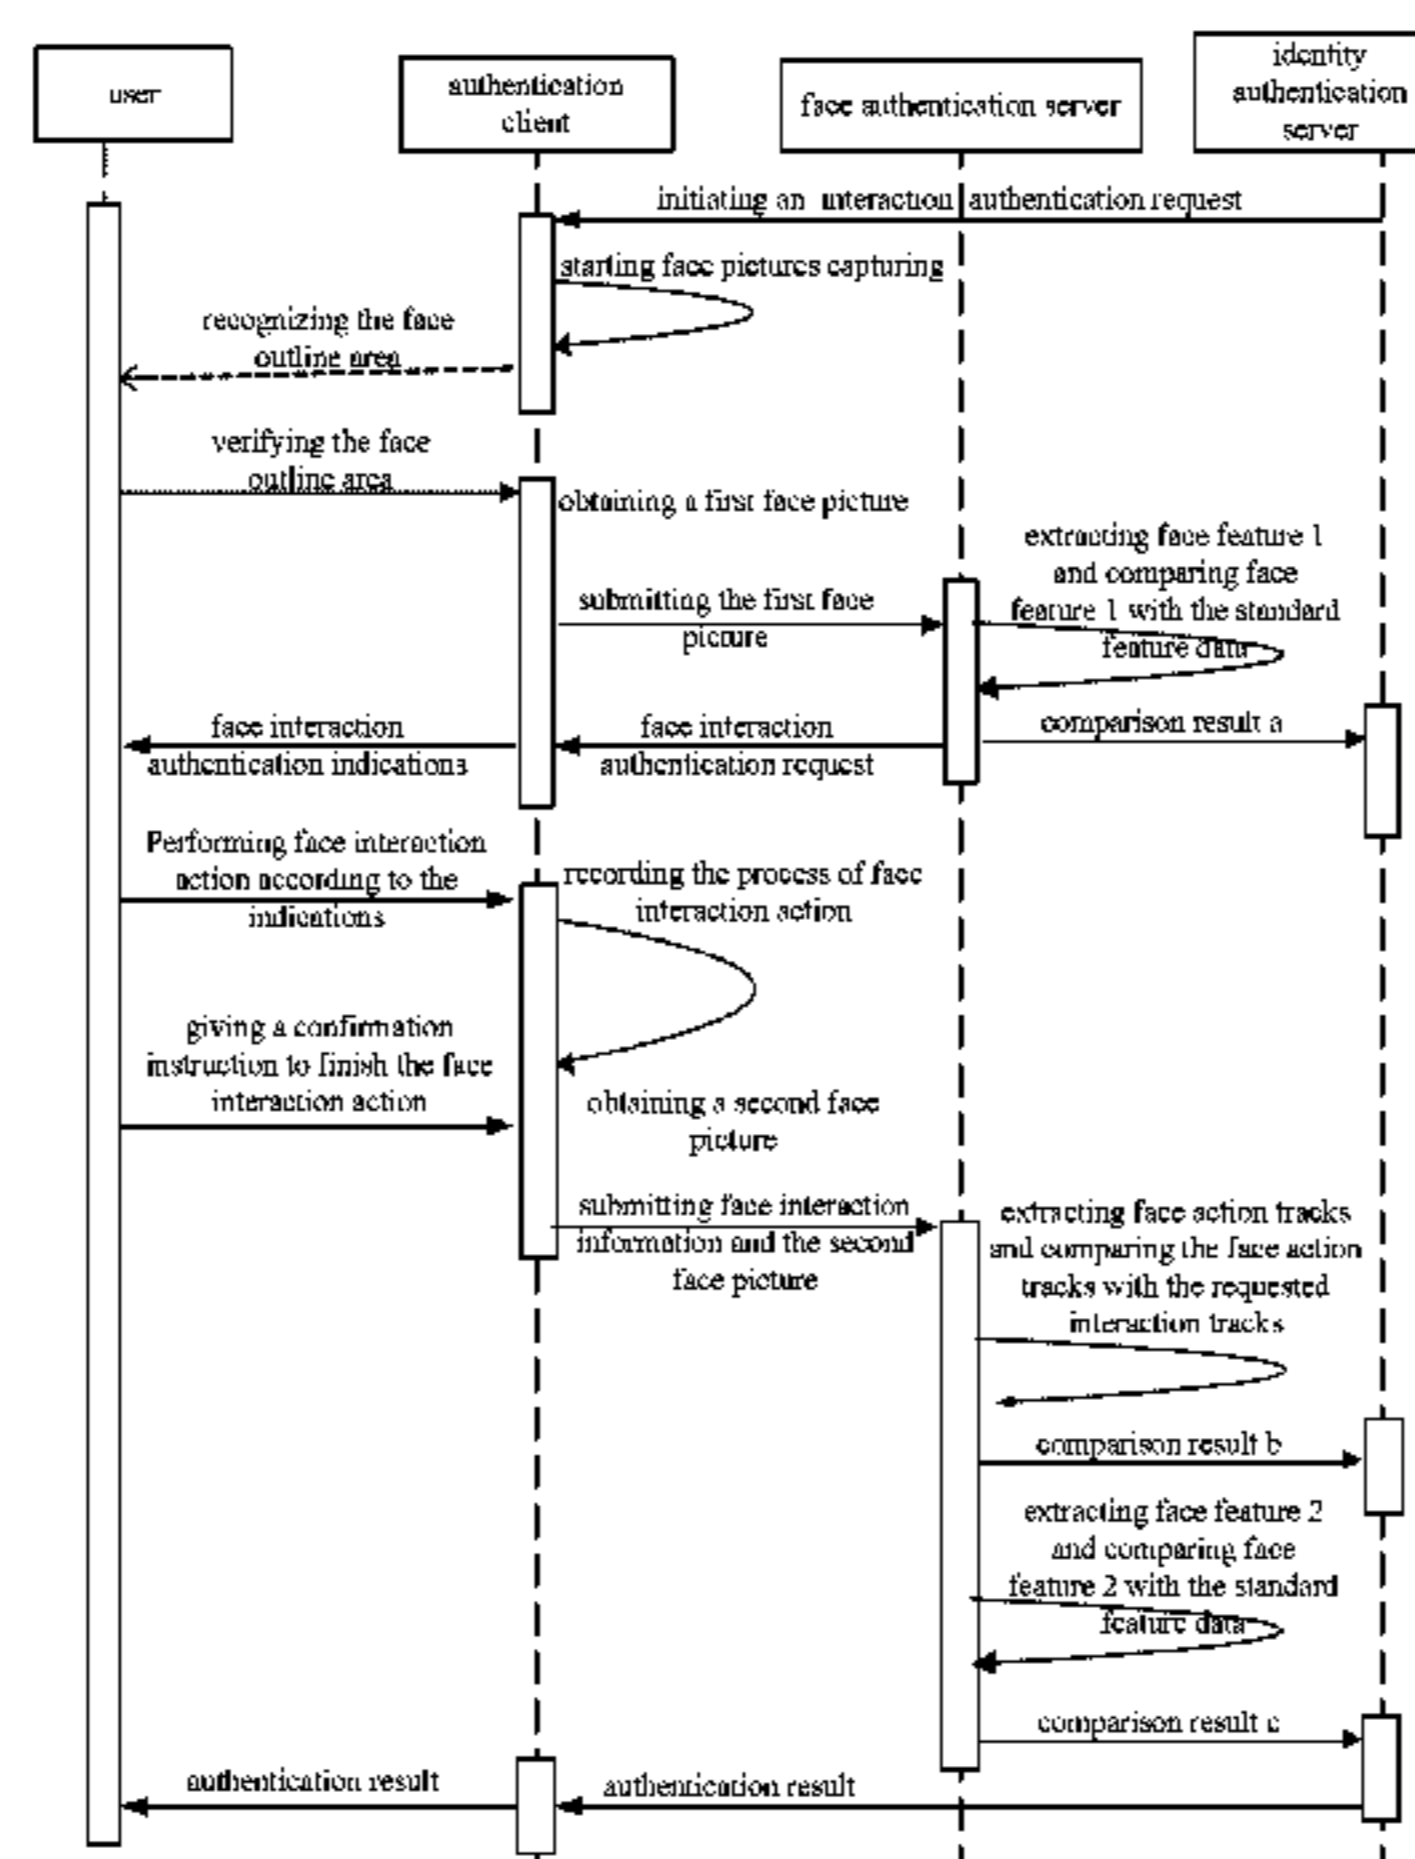 user
authentication
client
face authentication server
identity
authentication
server
initiating an interaction authentication request
starting face pictures capturing
recognizing the face
outline area
verifying the face
outline area
obtaining a first face picture
extracting face feature 1
and comparing face
feature 1 with the standard
feature data
submitting the first face
picture
comparison result a
face interaction
authentication request
face interaction
authentication indications
Performing face interaction
action according to the
indications
recording the process of face
interaction action
giving a confirmation
instruction to finish the face
interaction action
obtaining a second face
picture
submitting face interaction
information and the second
face picture
extracting face action tracks
and comparing the face action
tracks with the requested
interaction tracks
comparison result b
extracting face feature 2
and comparing face
feature 2 with the standard
feature data
comparison result c
authentication result
authentication result